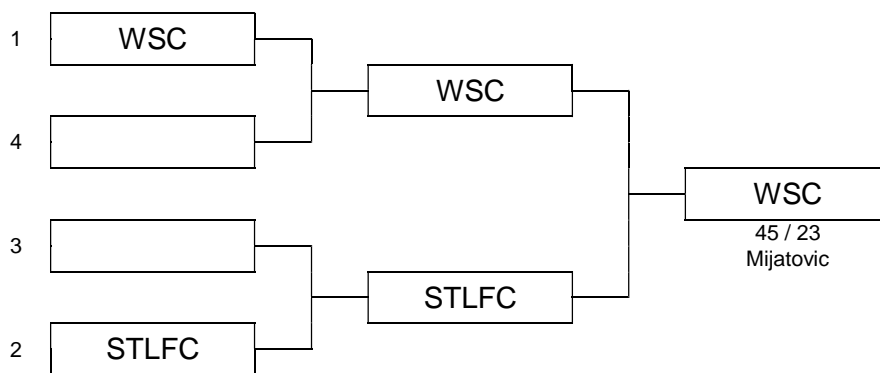 1 WSC
WSC
4
WSC
45 / 23
Mijatovic
3
STLFC
2 STLFC